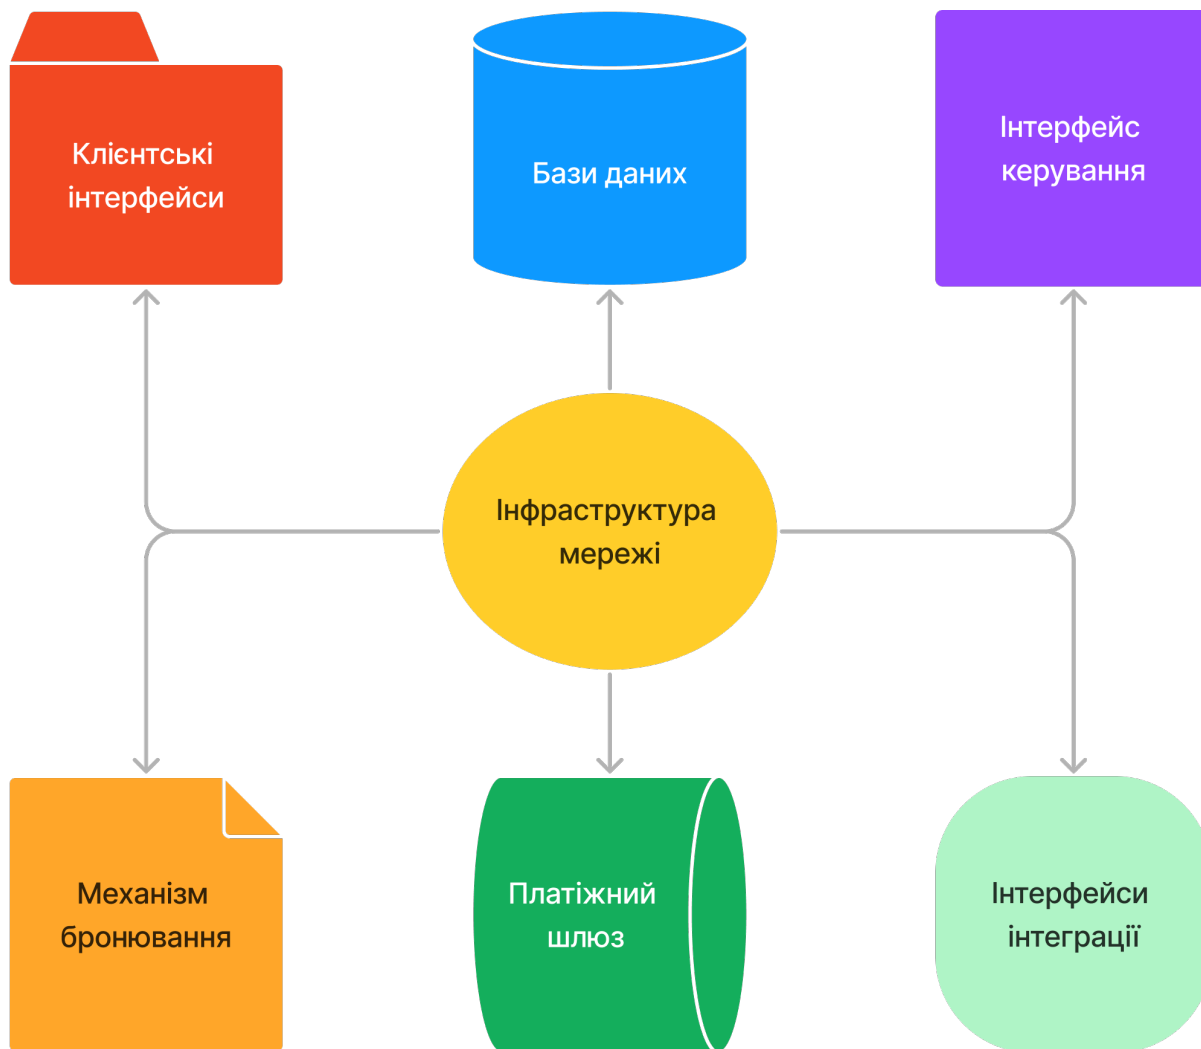 Клієнтські
інтерфейси
Бази даних
Інтерфейс
керування
Інфраструктура
мережі
Механізм
бронювання
Платіжний
шлюз
Інтерфейси
інтеграції